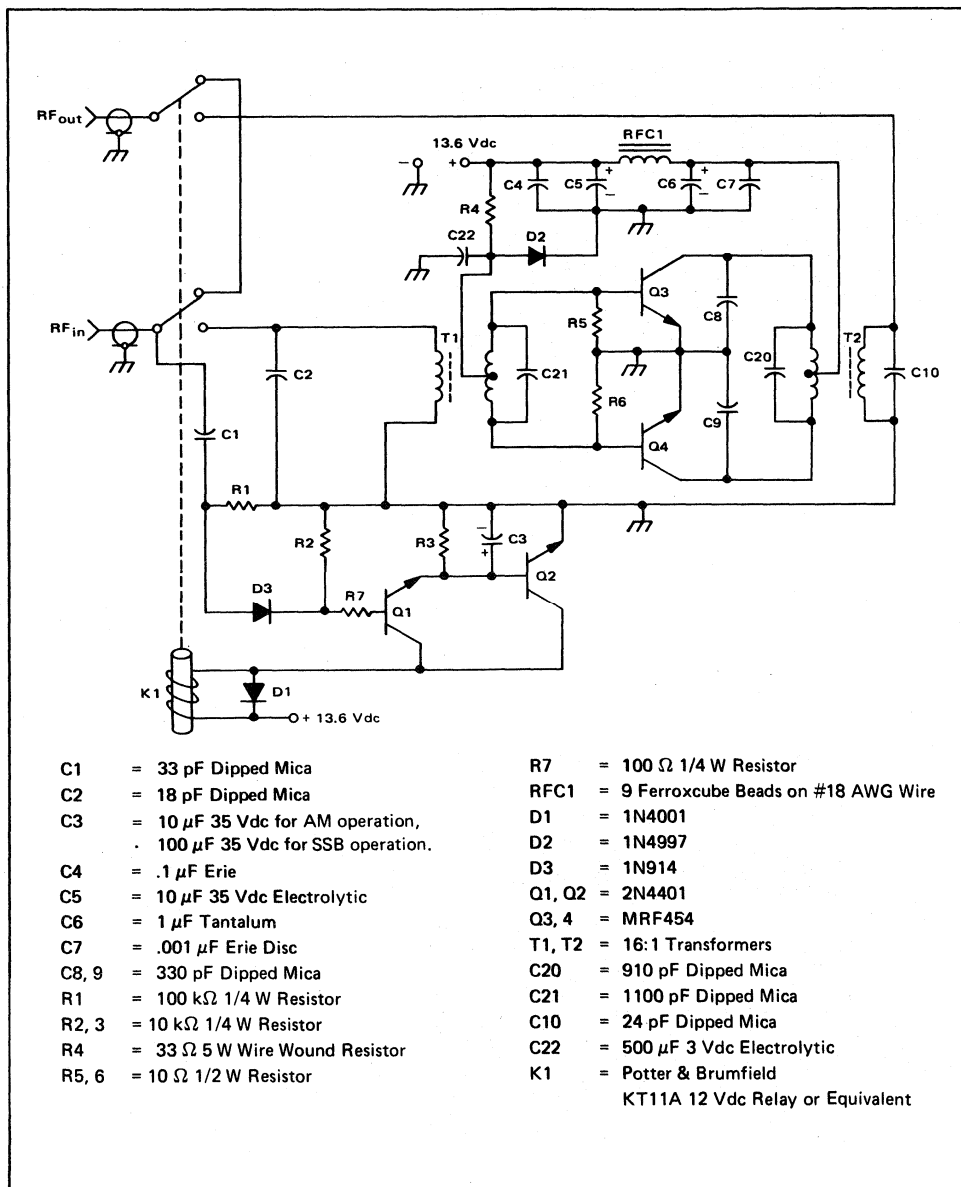 RFout
13.6 Vdc
RFC1
−
+
+
+
C4
C5
−
C6
−
C7
R4
C22
D2
Q3
C8
RFin
T1
R5
T2
C2
C21
C20
C10
R6
C9
C1
Q4
R1
R2
R3
−
C3
+
Q2
D3
R7
Q1
K1
D1
+ 13.6 Vdc
C1 = 33 pF Dipped Mica
C2 = 18 pF Dipped Mica
C3 = 10 μF 35 Vdc for AM operation,
100 μF 35 Vdc for SSB operation.
C4 = .1 μF Erie
C5 = 10 μF 35 Vdc Electrolytic
C6 = 1 μF Tantalum
C7 = .001 μF Erie Disc
C8, 9 = 330 pF Dipped Mica
R1 = 100 kΩ 1/4 W Resistor
R2, 3 = 10 kΩ 1/4 W Resistor
R4 = 33 Ω 5 W Wire Wound Resistor
R5, 6 = 10 Ω 1/2 W Resistor
R7 = 100 Ω 1/4 W Resistor
RFC1 = 9 Ferroxcube Beads on #18 AWG Wire
D1 = 1N4001
D2 = 1N4997
D3 = 1N914
Q1, Q2 = 2N4401
Q3, 4 = MRF454
T1, T2 = 16:1 Transformers
C20 = 910 pF Dipped Mica
C21 = 1100 pF Dipped Mica
C10 = 24 pF Dipped Mica
C22 = 500 μF 3 Vdc Electrolytic
K1 = Potter & Brumfield
KT11A 12 Vdc Relay or Equivalent